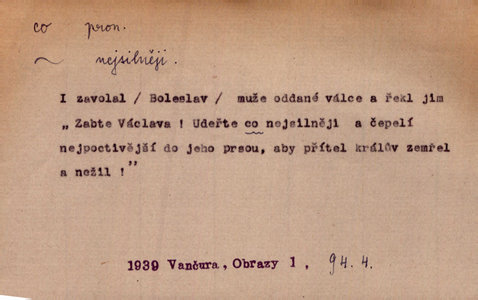 co pron.
~ nejsilněji.
I zavolal / Boleslav / muže oddané válce a řekl jim
„ Zabte Václava ! Udeřte co nejsilněji a čepelí
nejpoctivější do jeho prsou, aby přítel králův zemřel
a nežil ! ”
1939 Vančura, Obrazy 1, 94.4.